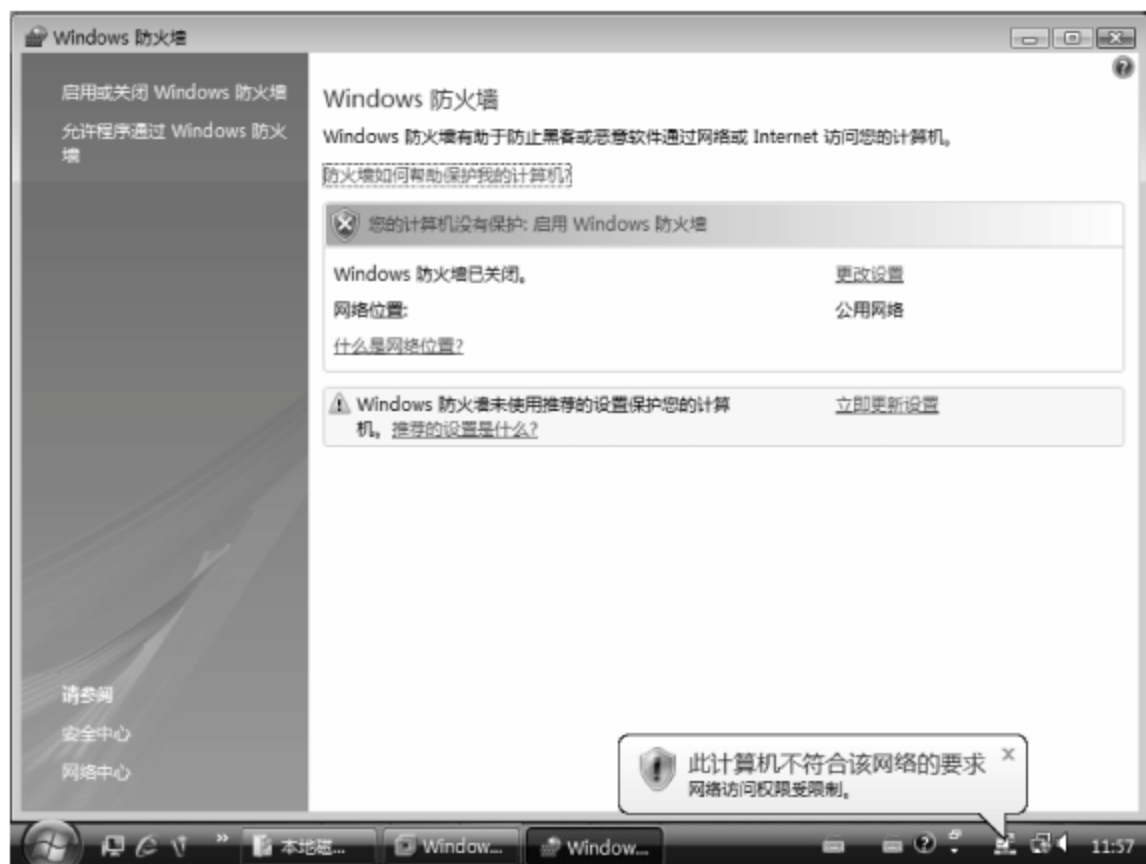 Windows 防火墙
启用或关闭 Windows 防火墙
允许程序通过 Windows 防火
墙
Windows 防火墙
Windows 防火墙有助于防止黑客或恶意软件通过网络或 Internet 访问您的计算机。
防火墙如何帮助保护我的计算机?
您的计算机没有保护: 启用 Windows 防火墙
Windows 防火墙已关闭。 更改设置
网络位置: 公用网络
什么是网络位置?
Windows 防火墙未使用推荐的设置保护您的计算 立即更新设置
机。推荐的设置是什么?
请参阅
安全中心
网络中心
此计算机不符合该网络的要求
网络访问权限受限制。
» 本地磁... Window... Window... 11:57